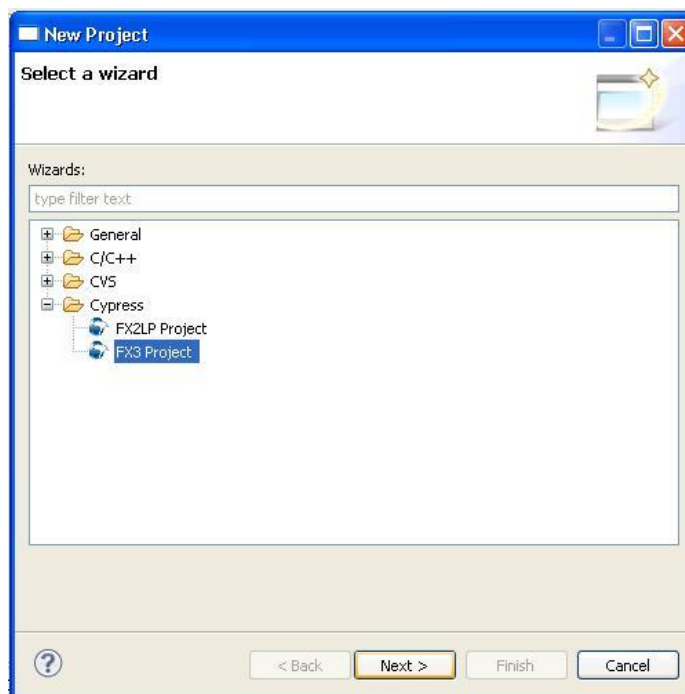 New Project
Select a wizard
Wizards:
type filter text
General
C/C++
CVS
Cypress
FX2LP Project
FX3 Project
< Back Next > Finish Cancel